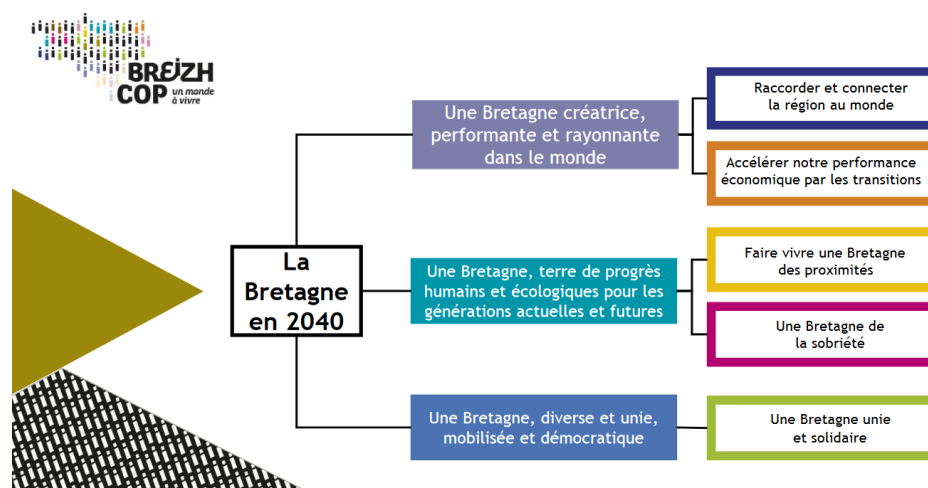 BREIZH
COP un monde
à vivre
Une Bretagne créatrice,
performante et rayonnante
dans le monde
Raccorder et connecter
la région au monde
Accélérer notre performance
économique par les transitions
La
Bretagne
en 2040
Une Bretagne, terre de progrès
humains et écologiques pour les
générations actuelles et futures
Faire vivre une Bretagne
des proximités
Une Bretagne de
la sobriété
Une Bretagne, diverse et unie,
mobilisée et démocratique
Une Bretagne unie
et solidaire